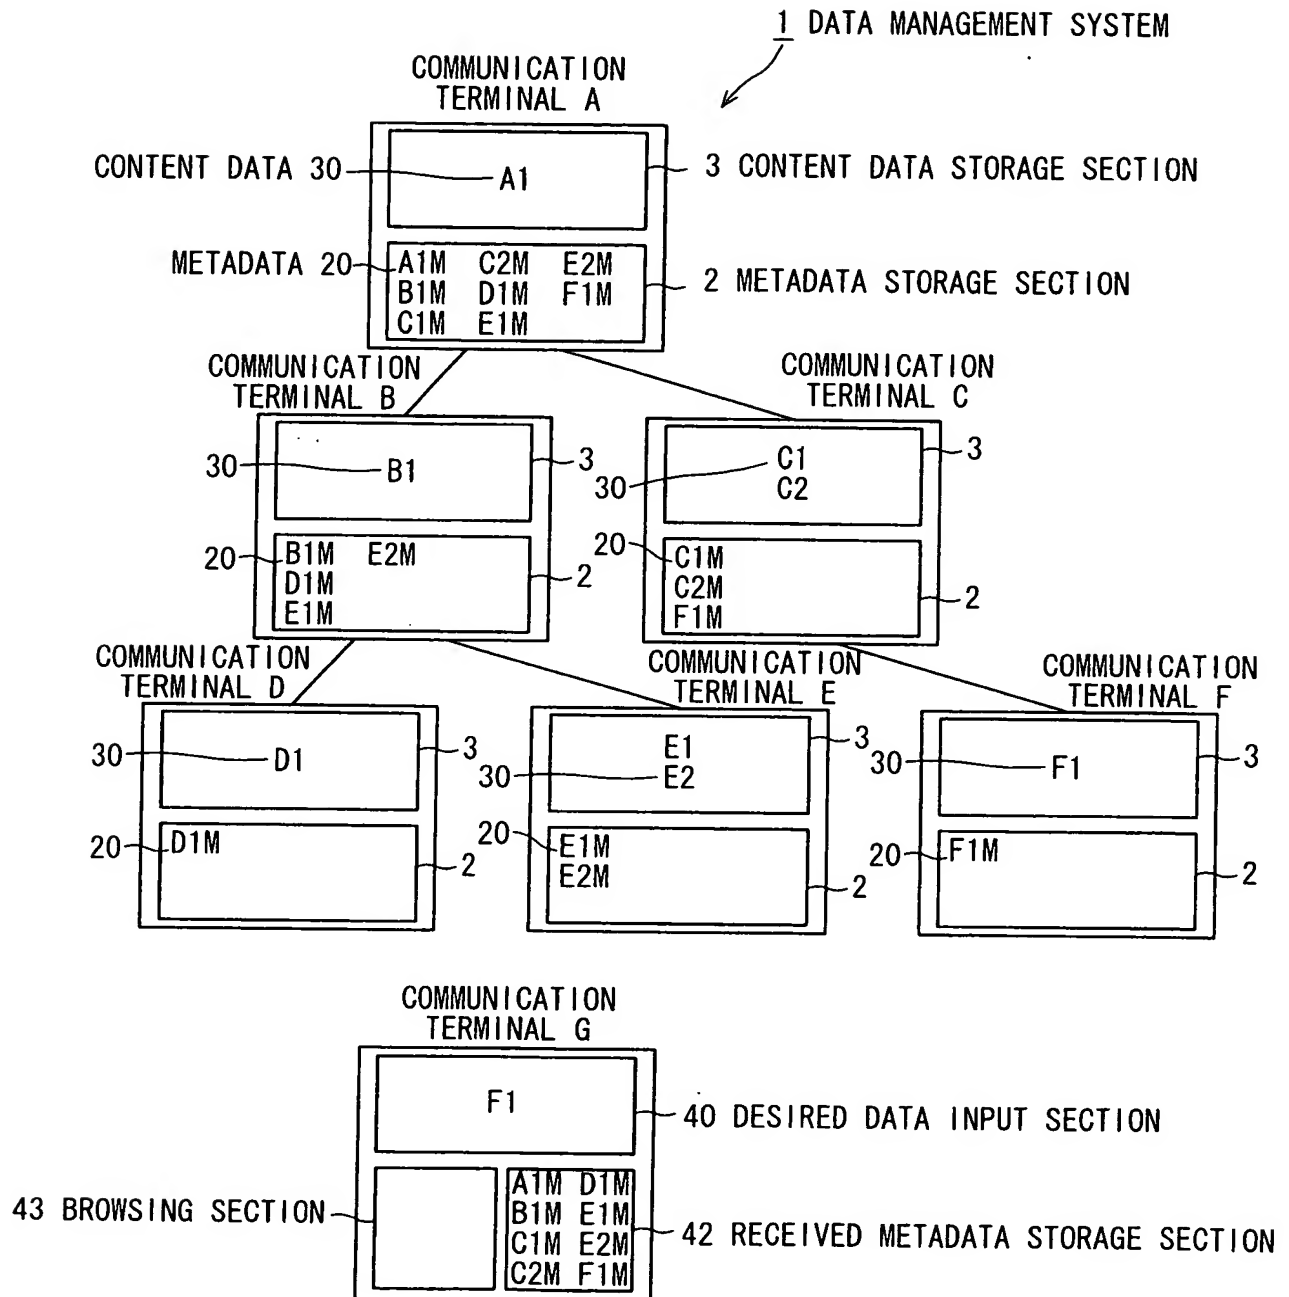 1 DATA MANAGEMENT SYSTEM
COMMUNICATION
TERMINAL A
CONTENT DATA 30
A1
3 CONTENT DATA STORAGE SECTION
METADATA 20
A1M C2M E2M
B1M D1M F1M
C1M E1M
2 METADATA STORAGE SECTION
COMMUNICATION
TERMINAL B
30
B1
3
20
B1M E2M
D1M
E1M
2
COMMUNICATION
TERMINAL C
30
C1
C2
3
20
C1M
C2M
F1M
2
COMMUNICATION
TERMINAL D
30
D1
3
20
D1M
2
COMMUNICATION
TERMINAL E
30
E1
E2
3
20
E1M
E2M
2
COMMUNICATION
TERMINAL F
30
F1
3
20
F1M
2
COMMUNICATION
TERMINAL G
F1
40 DESIRED DATA INPUT SECTION
43 BROWSING SECTION
A1M D1M
B1M E1M
C1M E2M
C2M F1M
42 RECEIVED METADATA STORAGE SECTION